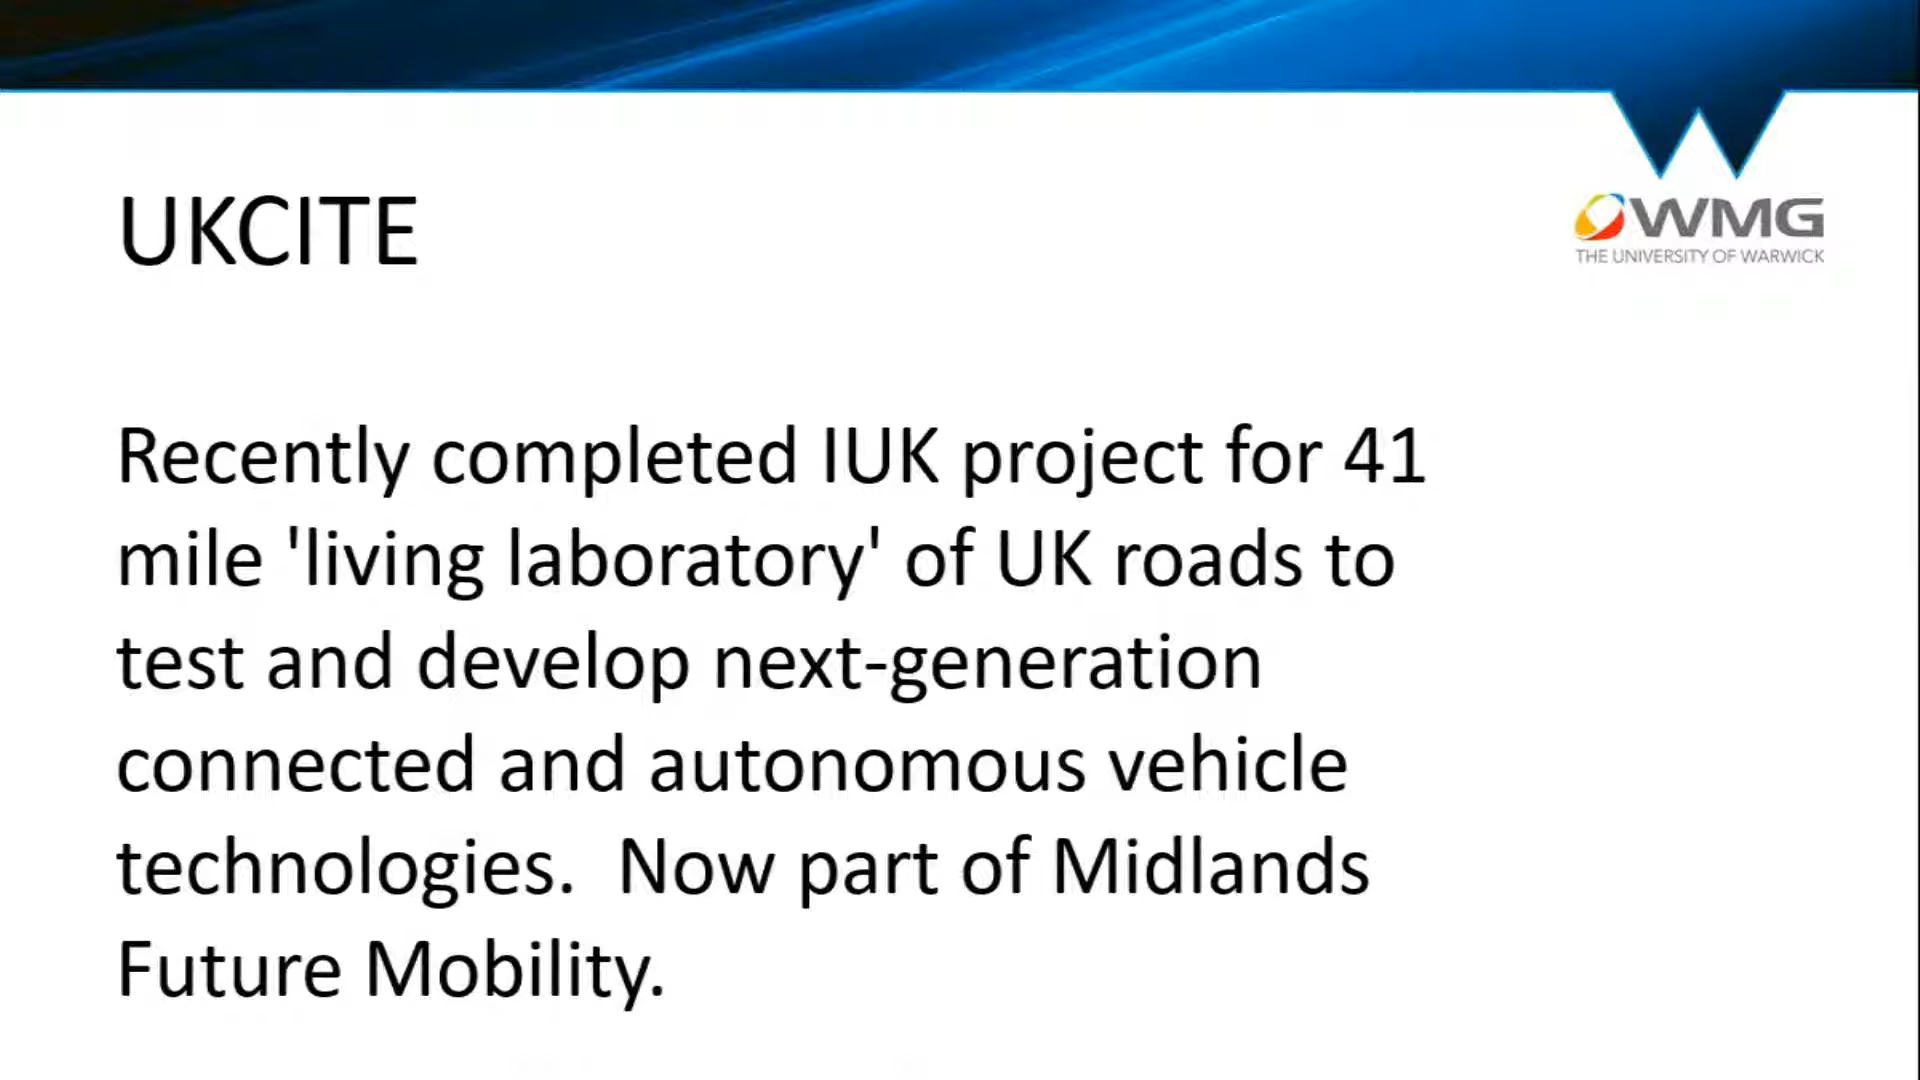 UKCITE
WMG
THE UNIVERSITY OF WARWICK
Recently completed IUK project for 41
mile 'living laboratory' of UK roads to
test and develop next-generation
connected and autonomous vehicle
technologies.  Now part of Midlands
Future Mobility.